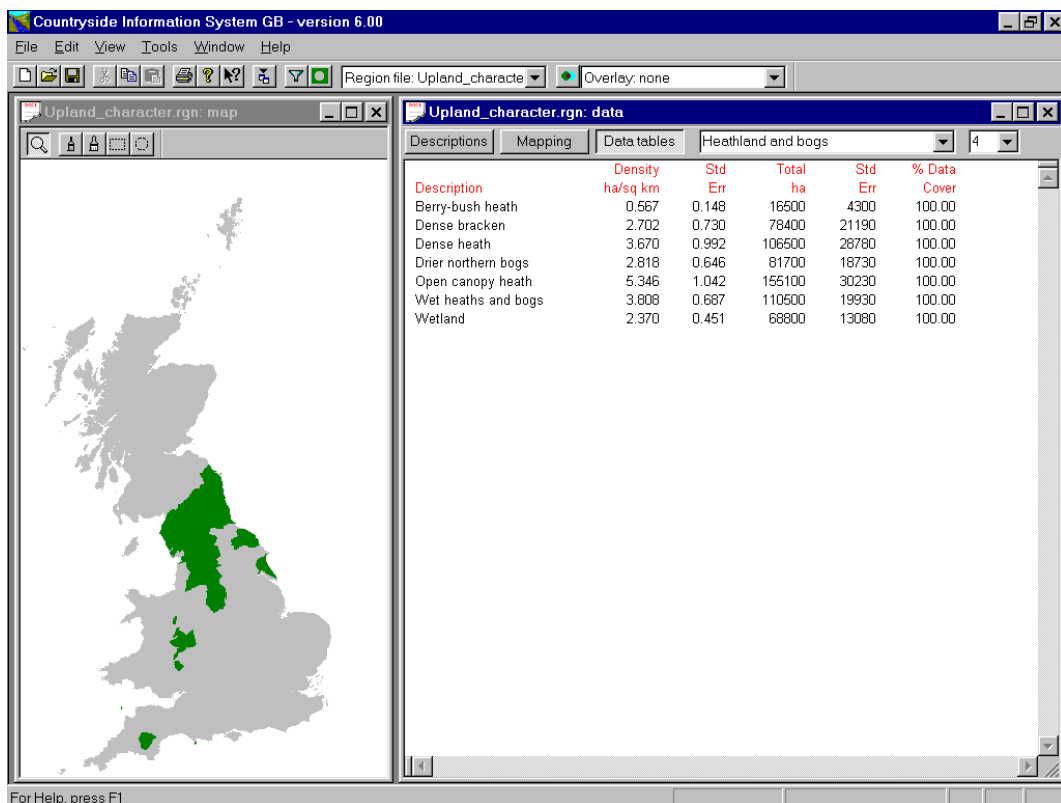 Countryside Information System GB - version 6.00
File Edit View Tools Window Help
Region file: Upland_characte Overlay: none
Upland_character.rgn: map
Upland_character.rgn: data
Descriptions Mapping Data tables Heathland and bogs 4
Density Std Total Std % Data
Description ha/sq km Err ha Err Cover
Berry-bush heath 0.567 0.148 16500 4300 100.00
Dense bracken 2.702 0.730 78400 21190 100.00
Dense heath 3.670 0.992 106500 28780 100.00
Drier northern bogs 2.818 0.646 81700 18730 100.00
Open canopy heath 5.346 1.042 155100 30230 100.00
Wet heaths and bogs 3.808 0.687 110500 19930 100.00
Wetland 2.370 0.451 68800 13080 100.00
For Help, press F1